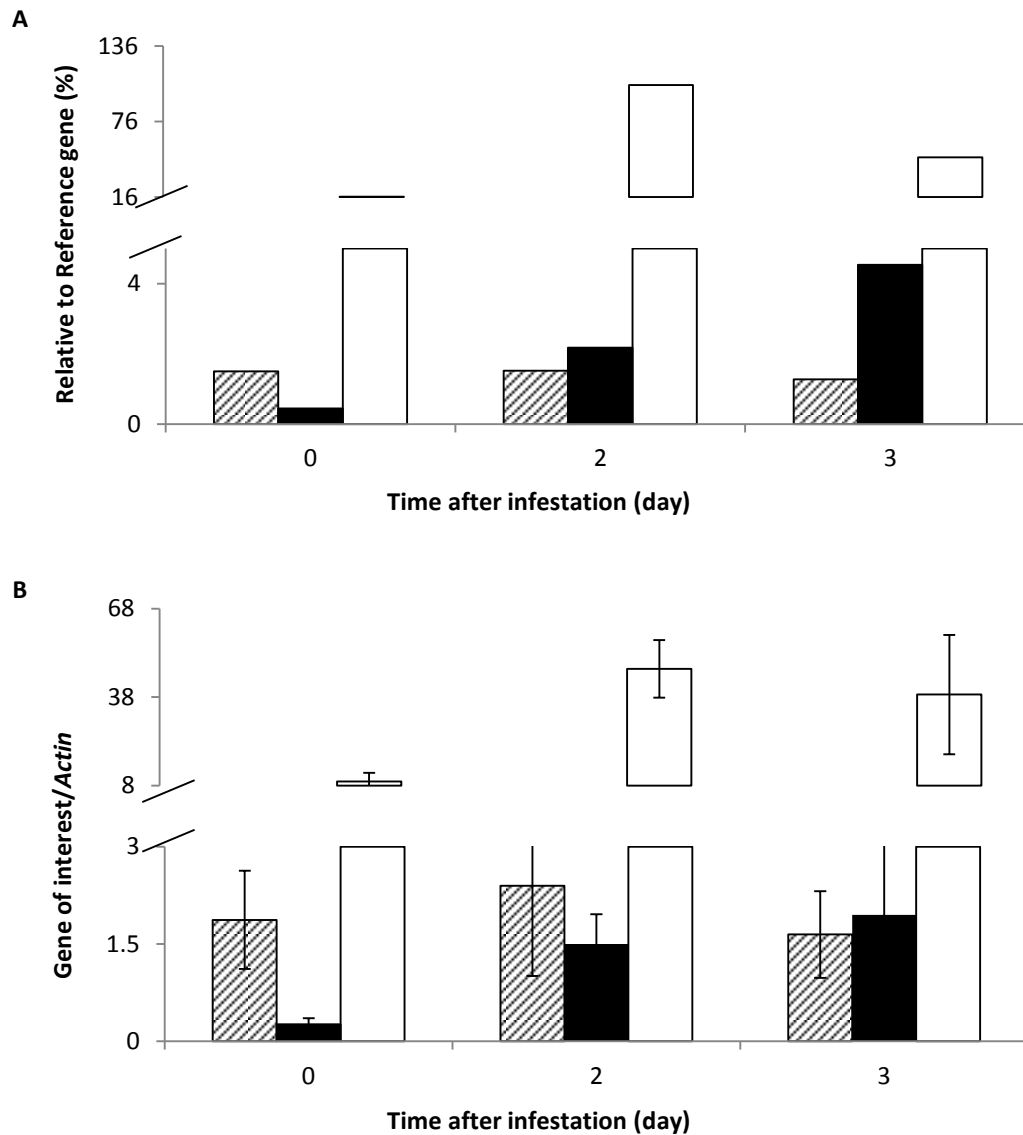 A
Relative to Reference gene (%)
136
76
16
4
0
0 2 3
Time after infestation (day)
B
Gene of interest/Actin
68
38
8
3
1.5
0
0 2 3
Time after infestation (day)